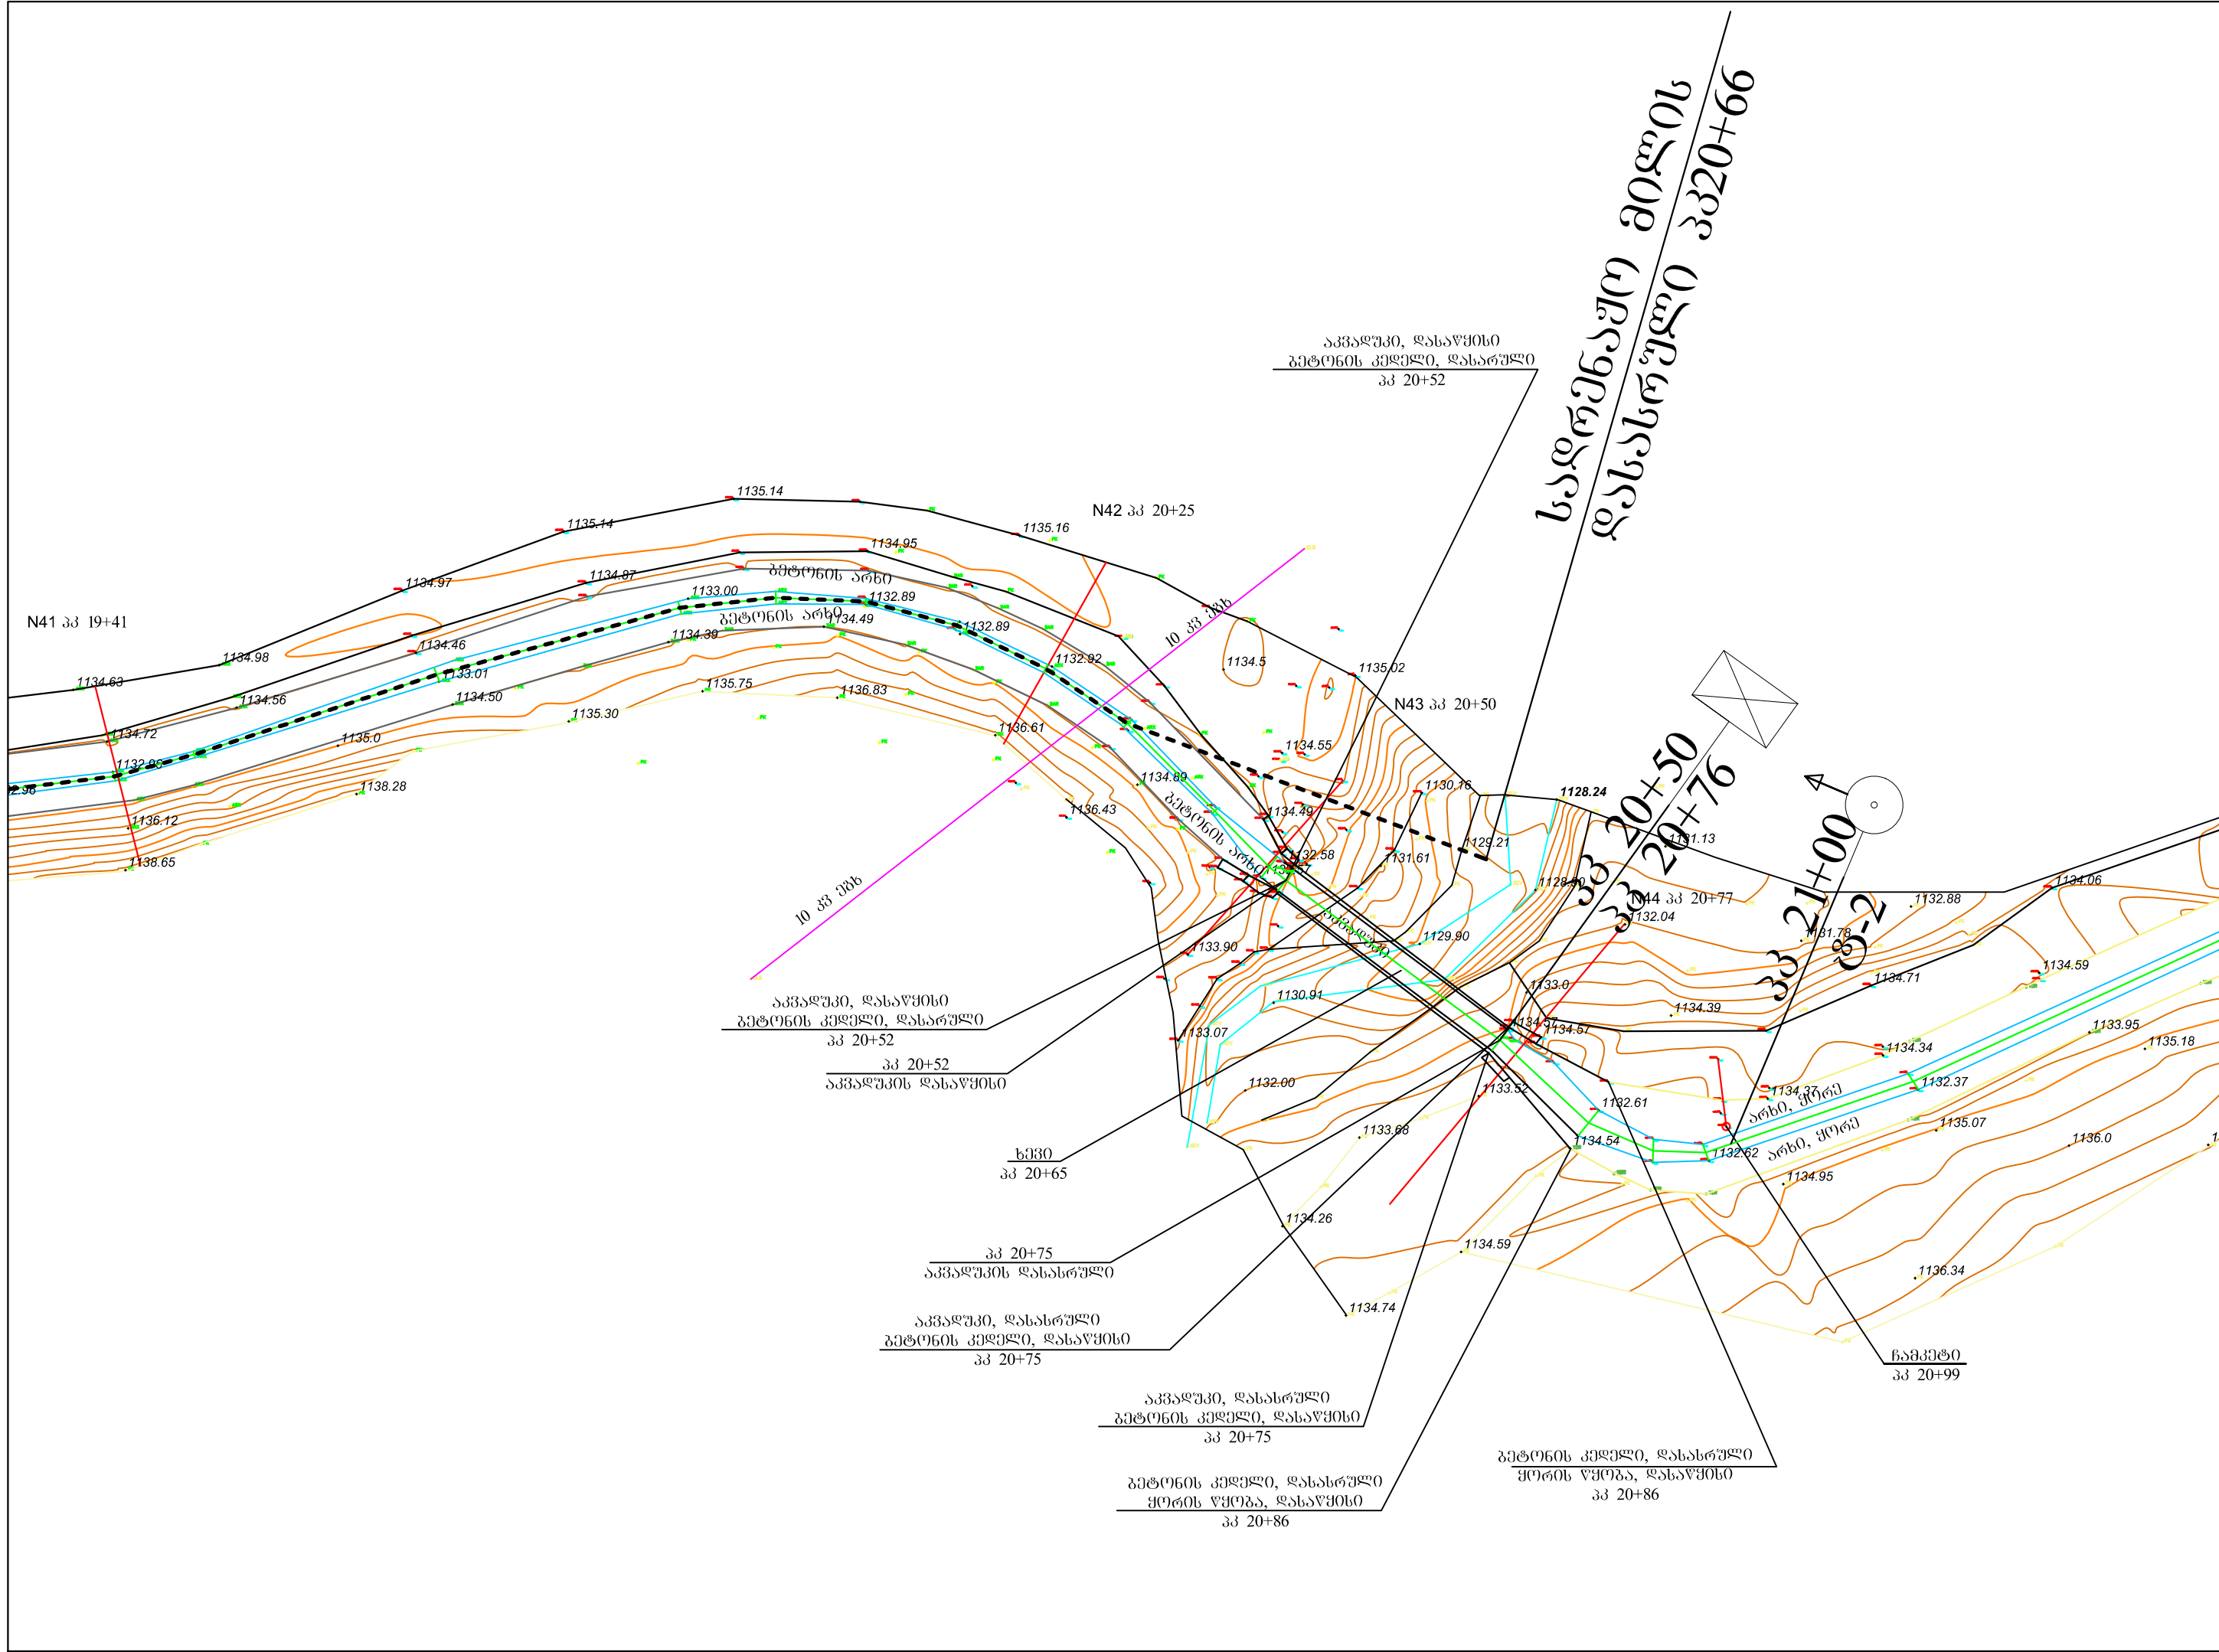 სადრენაჟო მილის
დასასრული პკ20+66
აკვადუკი, დასაწყისი
ბეტონის კედელი, დასარული
პკ 20+52
1135.14
1135.14
1135.16
N42 პკ 20+25
1134.95
1134.97
1134.87
ბეტონის არხი
1133.00
1132.89
ბეტონის არხი
1134.49
1132.89
10 კვ ეგხ
N41 პკ 19+41
1134.39
1134.46
1134.98
1132.92
1134.5
1135.02
1134.63
1133.01
1134.50
1134.56
1135.75
1136.83
N43 პკ 20+50
1135.30
1136.61
1134.72
1135.0
1134.55
პკ 20+50
პკ 20+76
1134.89
1130.16
1128.24
1138.28
1136.43
1134.49
ბეტონის არხი
1136.12
1131.13
1129.21
1132.58
1131.61
1138.65
პკ 21+00
10 კვ ეგხ
N44 პკ 20+77
1134.06
1132.88
1132.04
აკვადუკი
1129.90
1131.78
1133.90
1134.59
1134.71
1133.0
1130.91
1134.39
აკვადუკი, დასაწყისი
ბეტონის კედელი, დასარული
პკ 20+52
1134.57
1134.57
1133.95
1133.07
1134.34
1135.18
პკ 20+52
აკვადუკის დასაწყისი
1132.00
1133.52
1134.37
1132.37
1132.61
არხი, ყორე
არხი, ყორე
1133.68
1134.54
1135.07
1136.0
1132.62
ხევი
პკ 20+65
1134.95
1134.26
1134.59
პკ 20+75
აკვადუკის დასასრული
1136.34
1134.74
აკვადუკი, დასასრული
ბეტონის კედელი, დასაწყისი
პკ 20+75
ჩამკეტი
პკ 20+99
აკვადუკი, დასასრული
ბეტონის კედელი, დასაწყისი
პკ 20+75
ბეტონის კედელი, დასასრული
ყორის წყობა, დასაწყისი
პკ 20+86
ბეტონის კედელი, დასასრული
ყორის წყობა, დასაწყისი
პკ 20+86